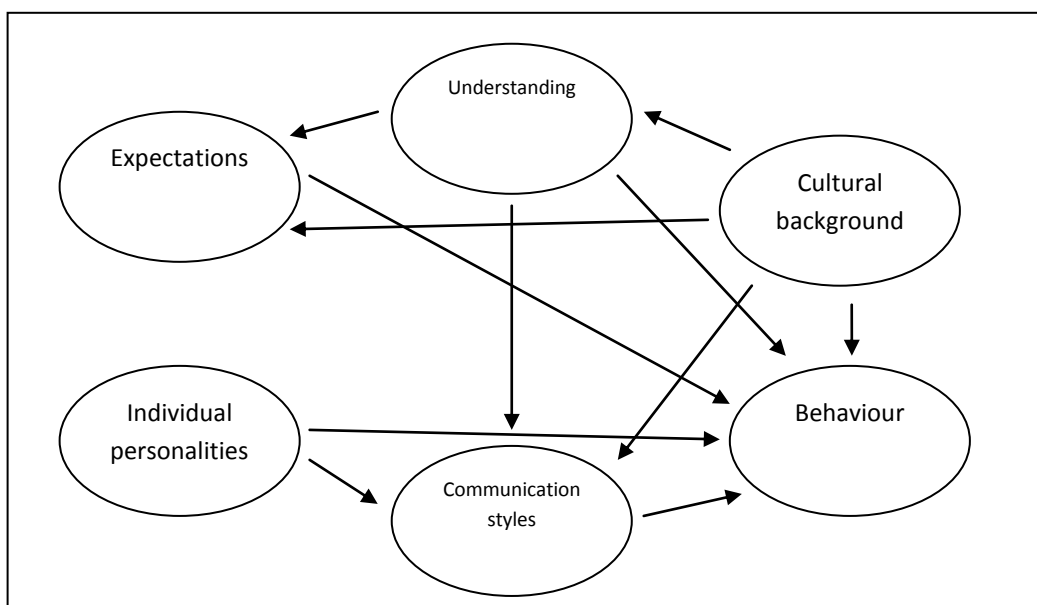 Understanding
Expectations
Cultural
background
Individual
personalities
Behaviour
Communication
styles